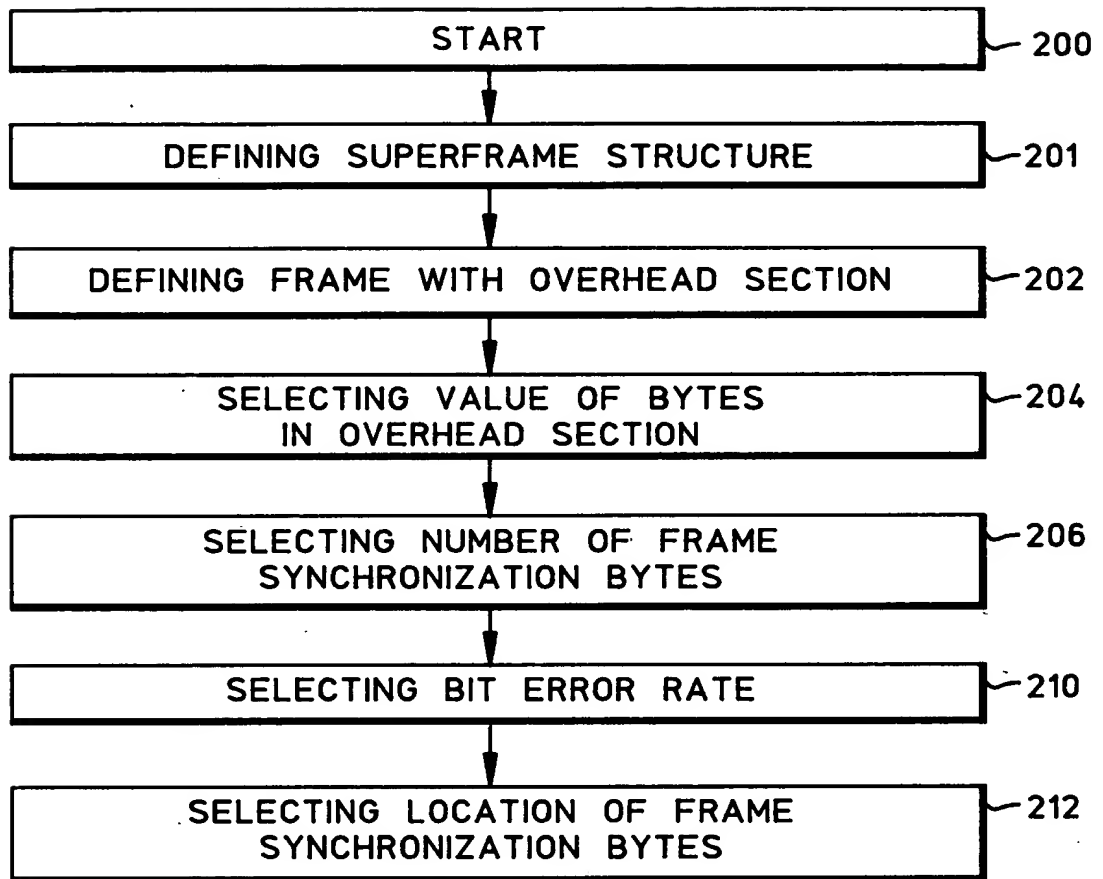 START
200
DEFINING SUPERFRAME STRUCTURE
201
DEFINING FRAME WITH OVERHEAD SECTION
202
SELECTING VALUE OF BYTES
IN OVERHEAD SECTION
204
SELECTING NUMBER OF FRAME
SYNCHRONIZATION BYTES
206
SELECTING BIT ERROR RATE
210
SELECTING LOCATION OF FRAME
SYNCHRONIZATION BYTES
212